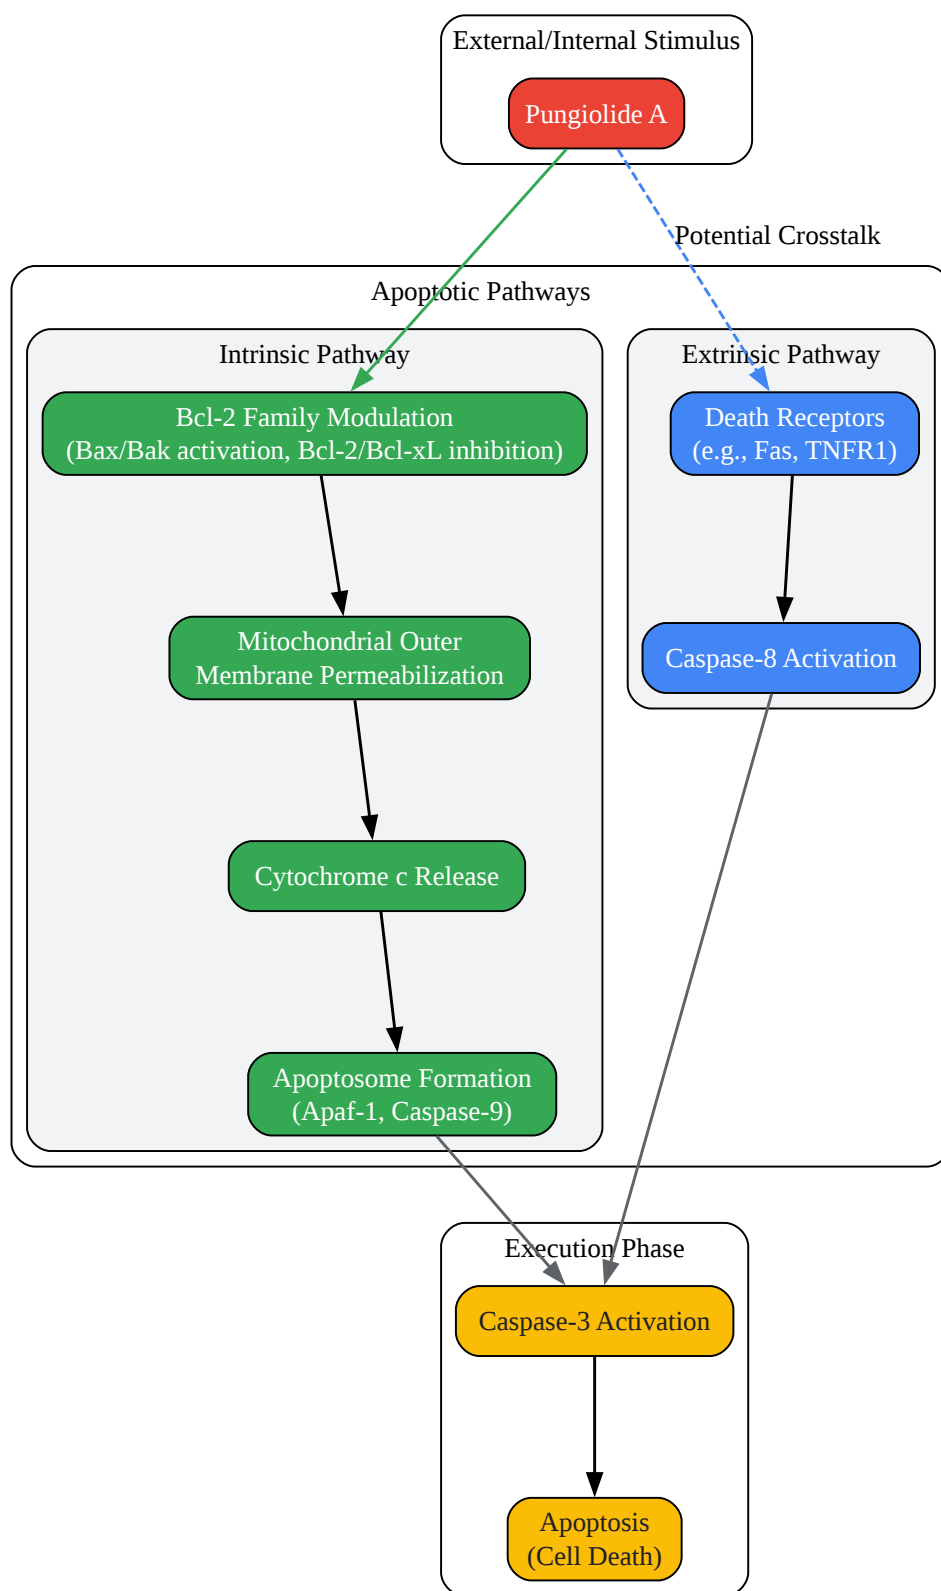 External/Internal Stimulus
Pungiolide A
Potential Crosstalk
Apoptotic Pathways
Intrinsic Pathway
Bcl-2 Family Modulation
(Bax/Bak activation, Bcl-2/Bcl-xL inhibition)
Mitochondrial Outer
Membrane Permeabilization
Cytochrome c Release
Apoptosome Formation
(Apaf-1, Caspase-9)
Extrinsic Pathway
Death Receptors
(e.g., Fas, TNFR1)
Caspase-8 Activation
Execution Phase
Caspase-3 Activation
Apoptosis
(Cell Death)